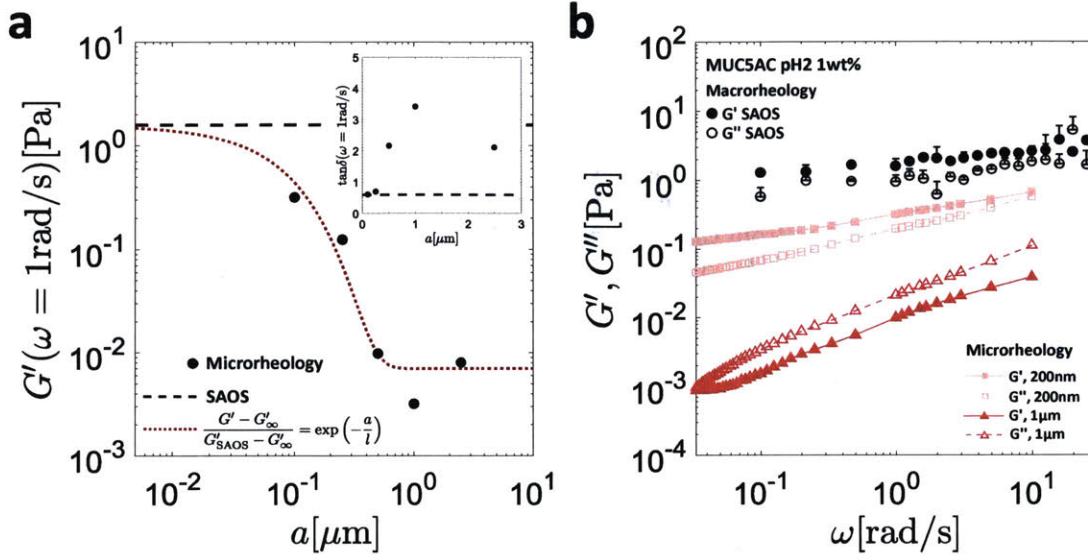 a
G′(ω = 1rad/s)[Pa]
10^1
10^0
10^-1
10^-2
10^-3
10^-2
10^-1
10^0
10^1
a[μm]
Microrheology
SAOS
G′ − G′∞ / G′SAOS − G′∞ = exp(−a/l)
tanδ(ω = 1rad/s)
5
4
3
2
1
0
0
1
2
3
a[μm]
b
G′, G″[Pa]
10^2
10^1
10^0
10^-1
10^-2
10^-3
10^-4
10^-1
10^0
10^1
ω[rad/s]
MUC5AC pH2 1wt%
Macrorheology
G' SAOS
G" SAOS
Microrheology
G', 200nm
G", 200nm
G', 1μm
G", 1μm